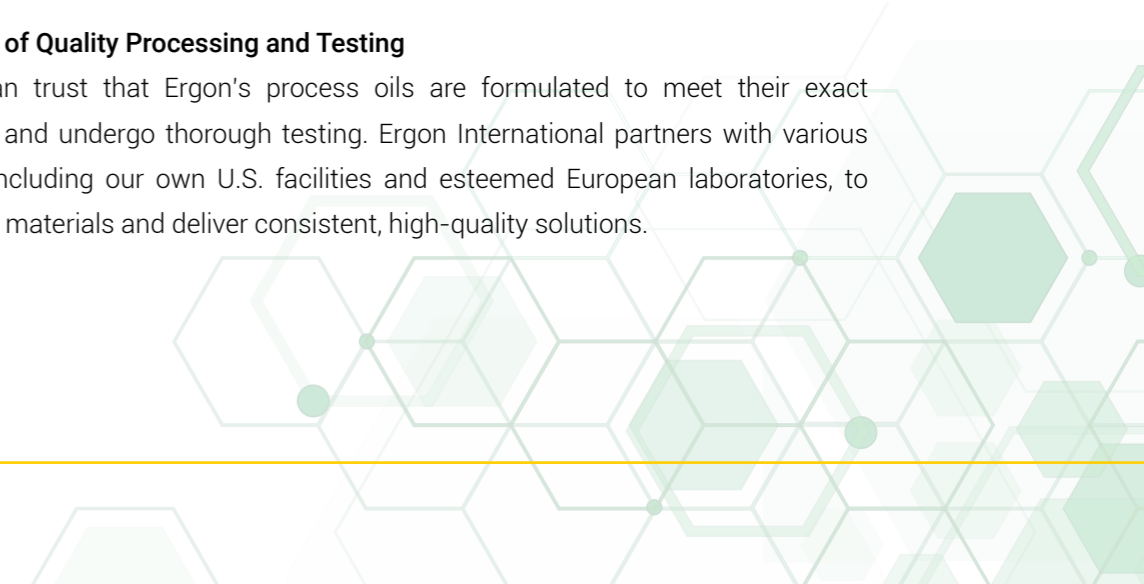 of Quality Processing and Testing
an trust that Ergon's process oils are formulated to meet their exact
and undergo thorough testing. Ergon International partners with various
ncluding our own U.S. facilities and esteemed European laboratories, to
materials and deliver consistent, high-quality solutions.